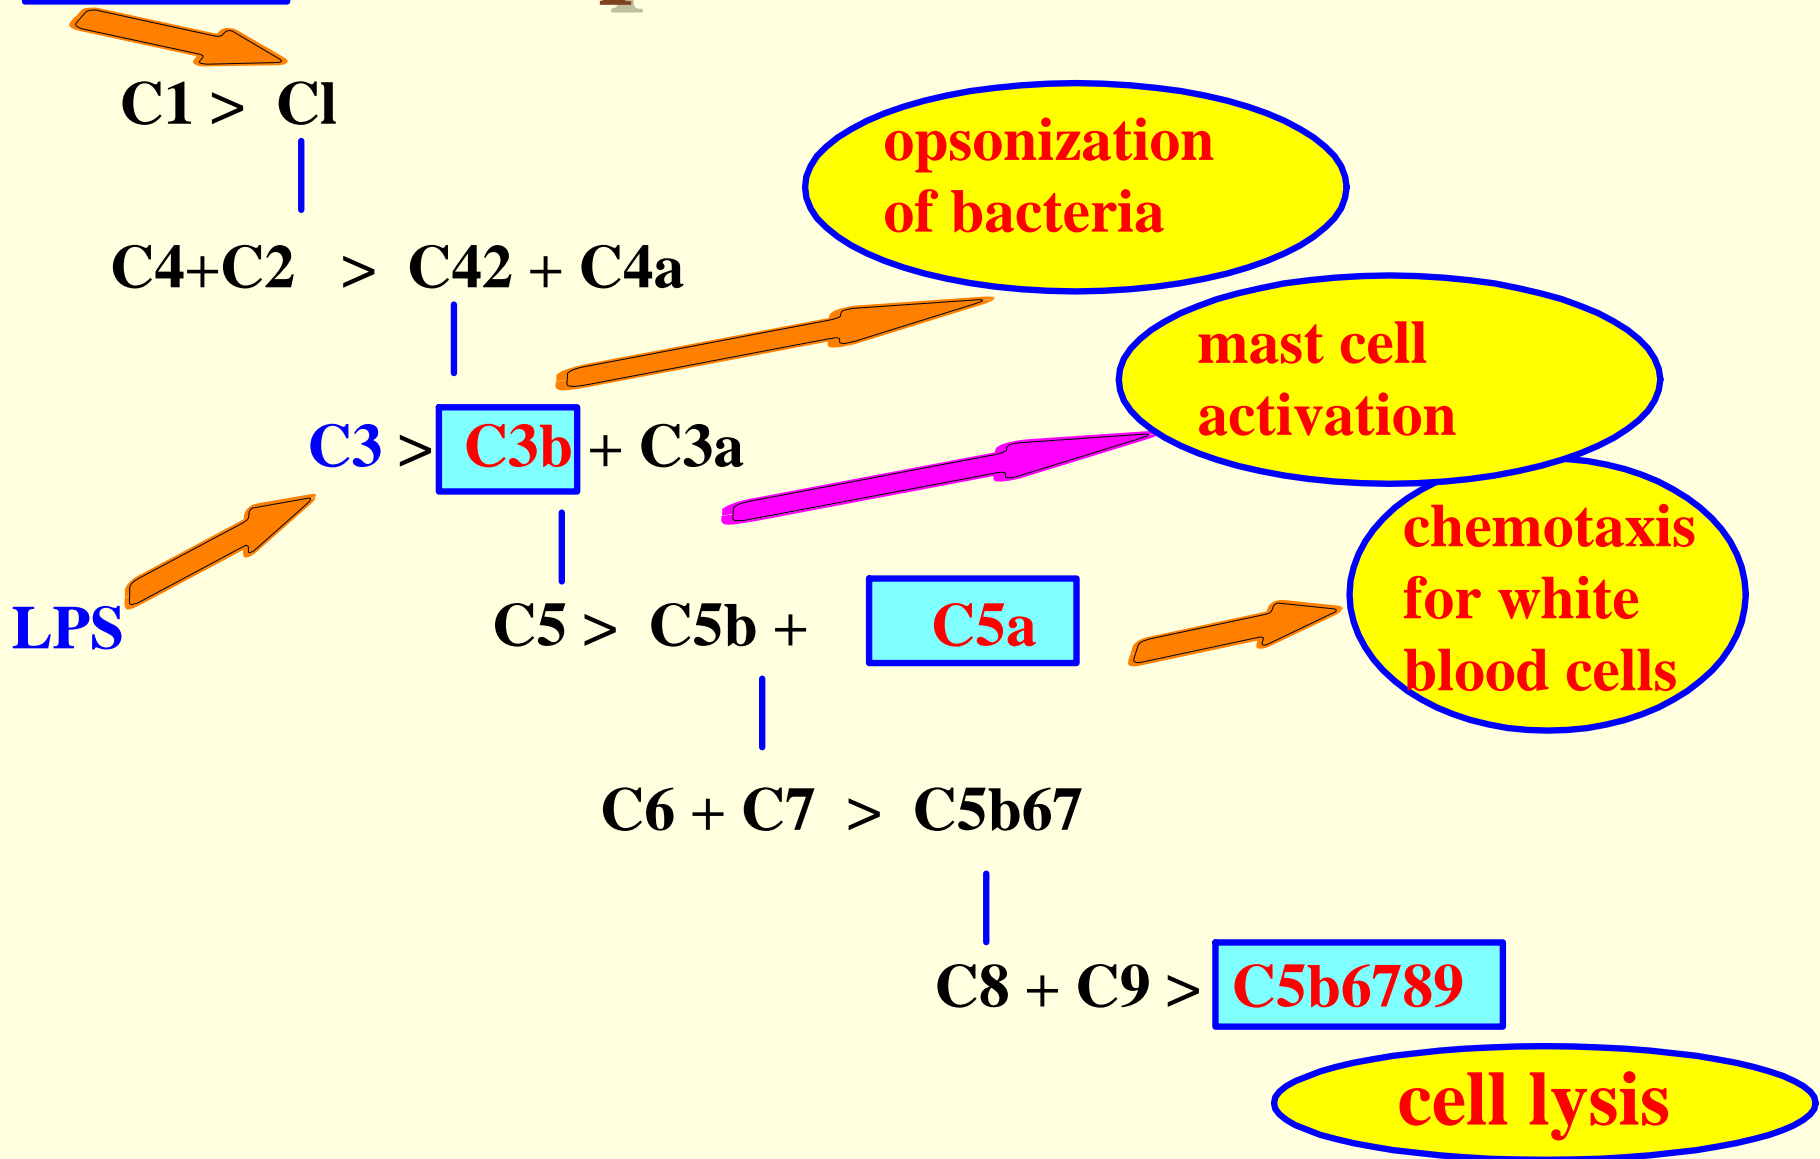 C1 > Cl
opsonization
of bacteria
C4+C2 > C42 + C4a
mast cell
activation
C3 > C3b + C3a
chemotaxis
for white
blood cells
LPS
C5 > C5b + C5a
C6 + C7 > C5b67
C8 + C9 > C5b6789
cell lysis